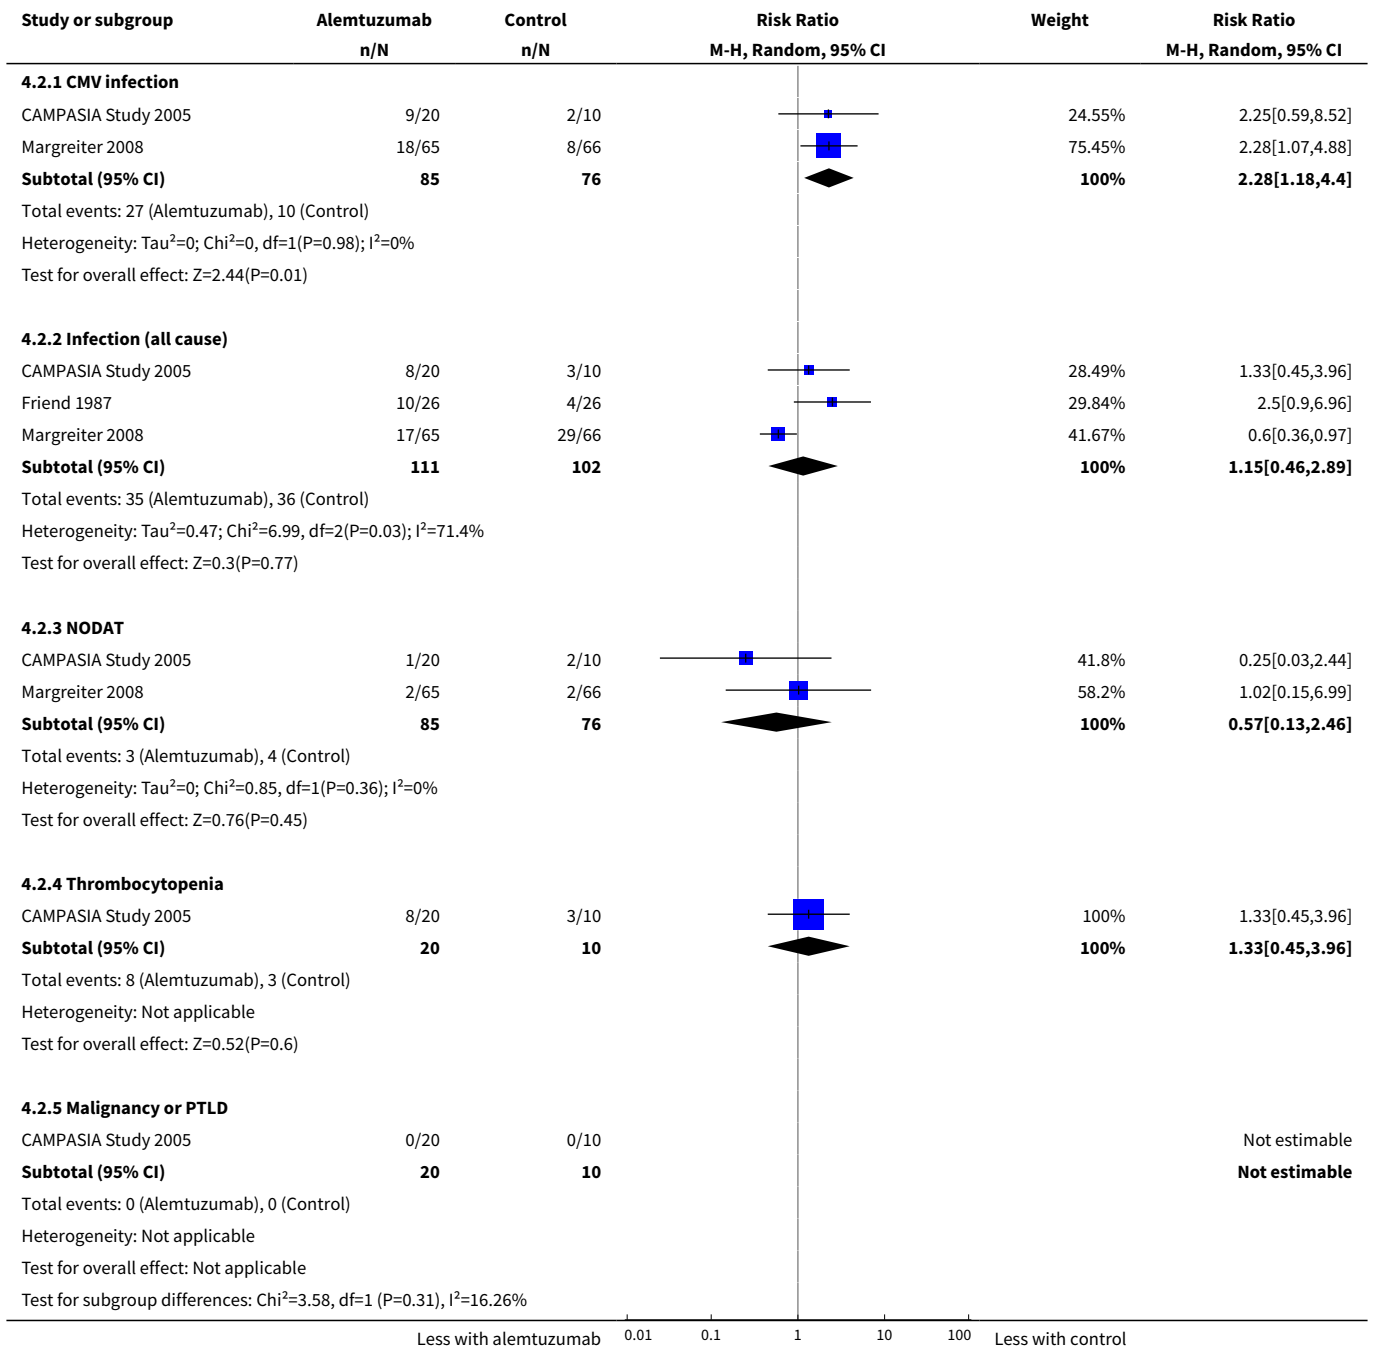 Study or subgroup Alemtuzumab Control Risk Ratio Weight Risk Ratio
n/N n/N M-H, Random, 95% CI M-H, Random, 95% CI
4.2.1 CMV infection
CAMPASIA Study 2005 9/20 2/10 24.55% 2.25[0.59,8.52]
Margreiter 2008 18/65 8/66 75.45% 2.28[1.07,4.88]
Subtotal (95% CI) 85 76 100% 2.28[1.18,4.4]
Total events: 27 (Alemtuzumab), 10 (Control)
Heterogeneity: Tau²=0; Chi²=0, df=1(P=0.98); I²=0%
Test for overall effect: Z=2.44(P=0.01)
4.2.2 Infection (all cause)
CAMPASIA Study 2005 8/20 3/10 28.49% 1.33[0.45,3.96]
Friend 1987 10/26 4/26 29.84% 2.5[0.9,6.96]
Margreiter 2008 17/65 29/66 41.67% 0.6[0.36,0.97]
Subtotal (95% CI) 111 102 100% 1.15[0.46,2.89]
Total events: 35 (Alemtuzumab), 36 (Control)
Heterogeneity: Tau²=0.47; Chi²=6.99, df=2(P=0.03); I²=71.4%
Test for overall effect: Z=0.3(P=0.77)
4.2.3 NODAT
CAMPASIA Study 2005 1/20 2/10 41.8% 0.25[0.03,2.44]
Margreiter 2008 2/65 2/66 58.2% 1.02[0.15,6.99]
Subtotal (95% CI) 85 76 100% 0.57[0.13,2.46]
Total events: 3 (Alemtuzumab), 4 (Control)
Heterogeneity: Tau²=0; Chi²=0.85, df=1(P=0.36); I²=0%
Test for overall effect: Z=0.76(P=0.45)
4.2.4 Thrombocytopenia
CAMPASIA Study 2005 8/20 3/10 100% 1.33[0.45,3.96]
Subtotal (95% CI) 20 10 100% 1.33[0.45,3.96]
Total events: 8 (Alemtuzumab), 3 (Control)
Heterogeneity: Not applicable
Test for overall effect: Z=0.52(P=0.6)
4.2.5 Malignancy or PTLD
CAMPASIA Study 2005 0/20 0/10 Not estimable
Subtotal (95% CI) 20 10 Not estimable
Total events: 0 (Alemtuzumab), 0 (Control)
Heterogeneity: Not applicable
Test for overall effect: Not applicable
Test for subgroup differences: Chi²=3.58, df=1 (P=0.31), I²=16.26%
Less with alemtuzumab 0.01 0.1 1 10 100 Less with control